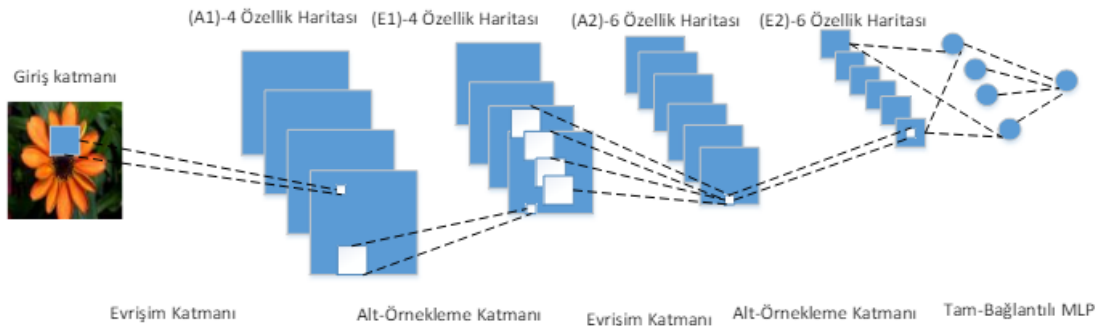 (A1)-4 Özellik Haritası
(E1)-4 Özellik Haritası
(A2)-6 Özellik Haritası
(E2)-6 Özellik Haritası
Giriş katmanı
Evrişim Katmanı
Alt-Örnekleme Katmanı
Evrişim Katmanı
Alt-Örnekleme Katmanı
Tam-Bağlantılı MLP